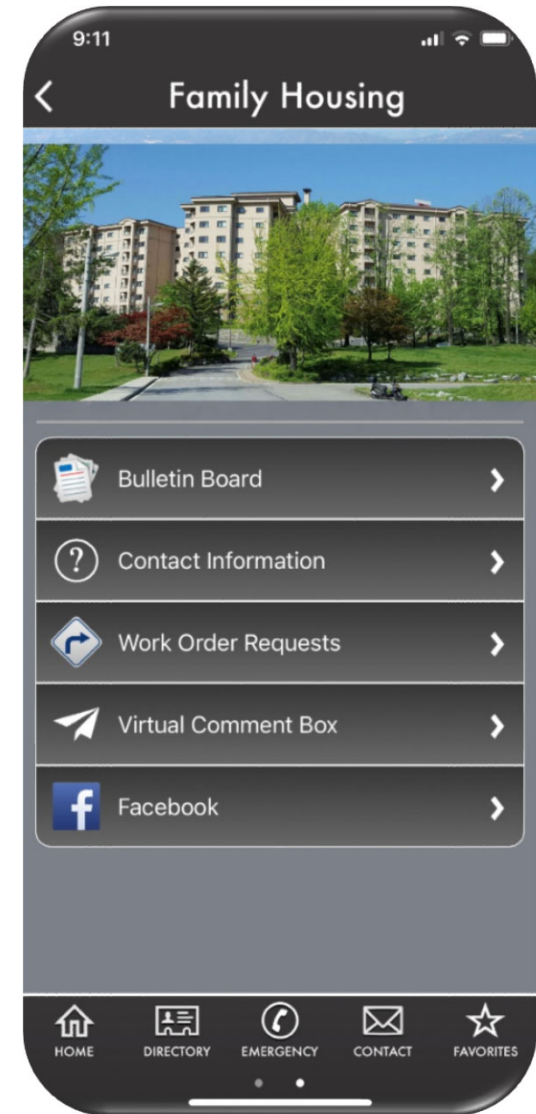 9:11
Family Housing
Bulletin Board
Contact Information
Work Order Requests
Virtual Comment Box
Facebook
HOME DIRECTORY EMERGENCY CONTACT FAVORITES